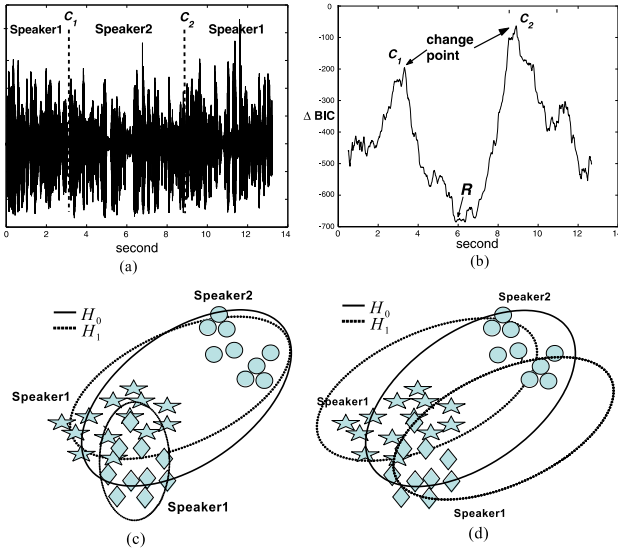 C1 C2
Speaker1 Speaker2 Speaker1
0 2 4 6 8 10 12 14
second
(a)
0
-100
-200
-300
Δ BIC
-400
-500
-600
-700
C1 change point C2
R
0 2 4 6 8 10 12 14
second
(b)
H0
H1
Speaker2
Speaker1
Speaker1
(c)
H0
H1
Speaker2
Speaker1
Speaker1
(d)